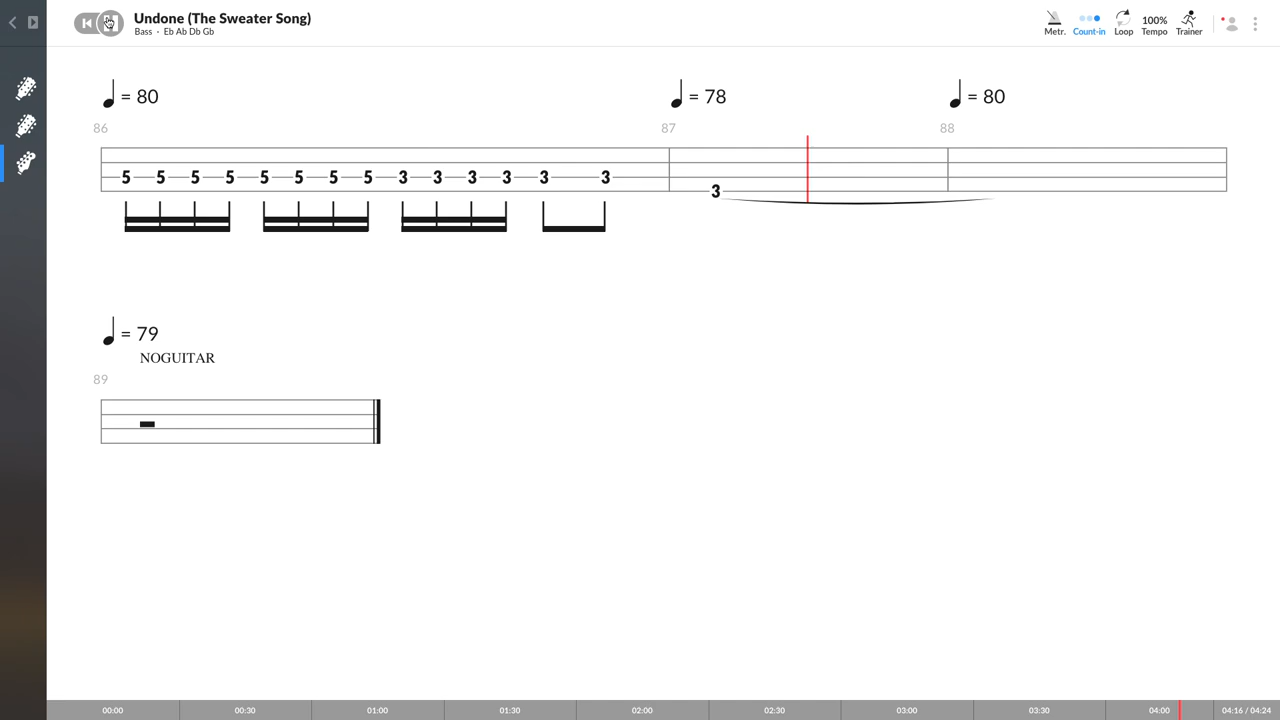 Undone (The Sweater Song)
Bass · Eb Ab Db Gb
Metr. Count-in Loop 100% Tempo Trainer
= 80 = 78 = 80
86 87 88
5 5 5 5 5 5 5 5 3 3 3 3 3 3
3
= 79
NOGUITAR
89
00:00 00:30 01:00 01:30 02:00 02:30 03:00 03:30 04:00 04:16 / 04:24